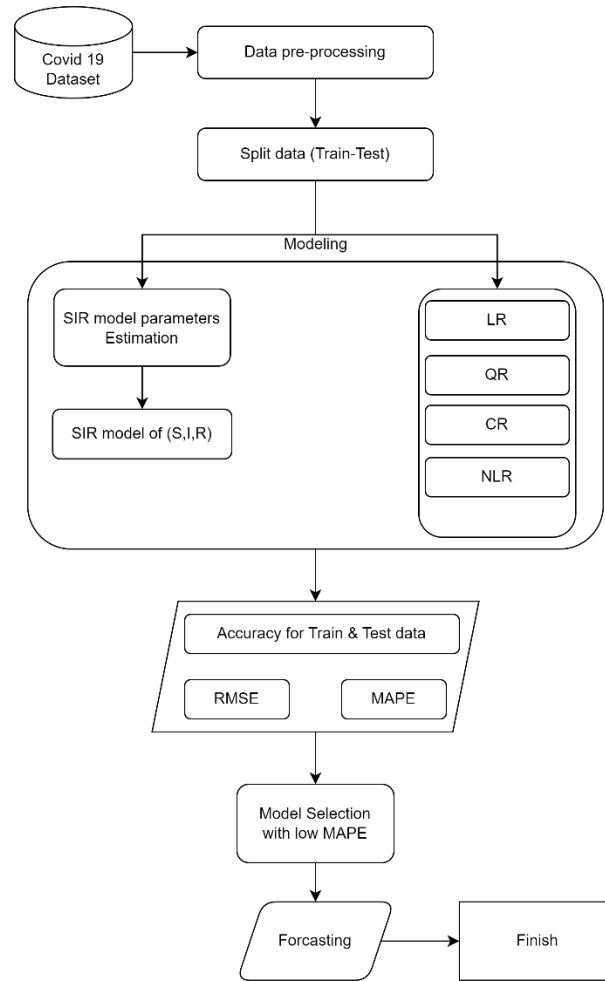 Covid 19
Dataset
Data pre-processing
Split data (Train-Test)
Modeling
SIR model parameters
Estimation
SIR model of (S,I,R)
LR
QR
CR
NLR
Accuracy for Train & Test data
RMSE
MAPE
Model Selection
with low MAPE
Forcasting
Finish